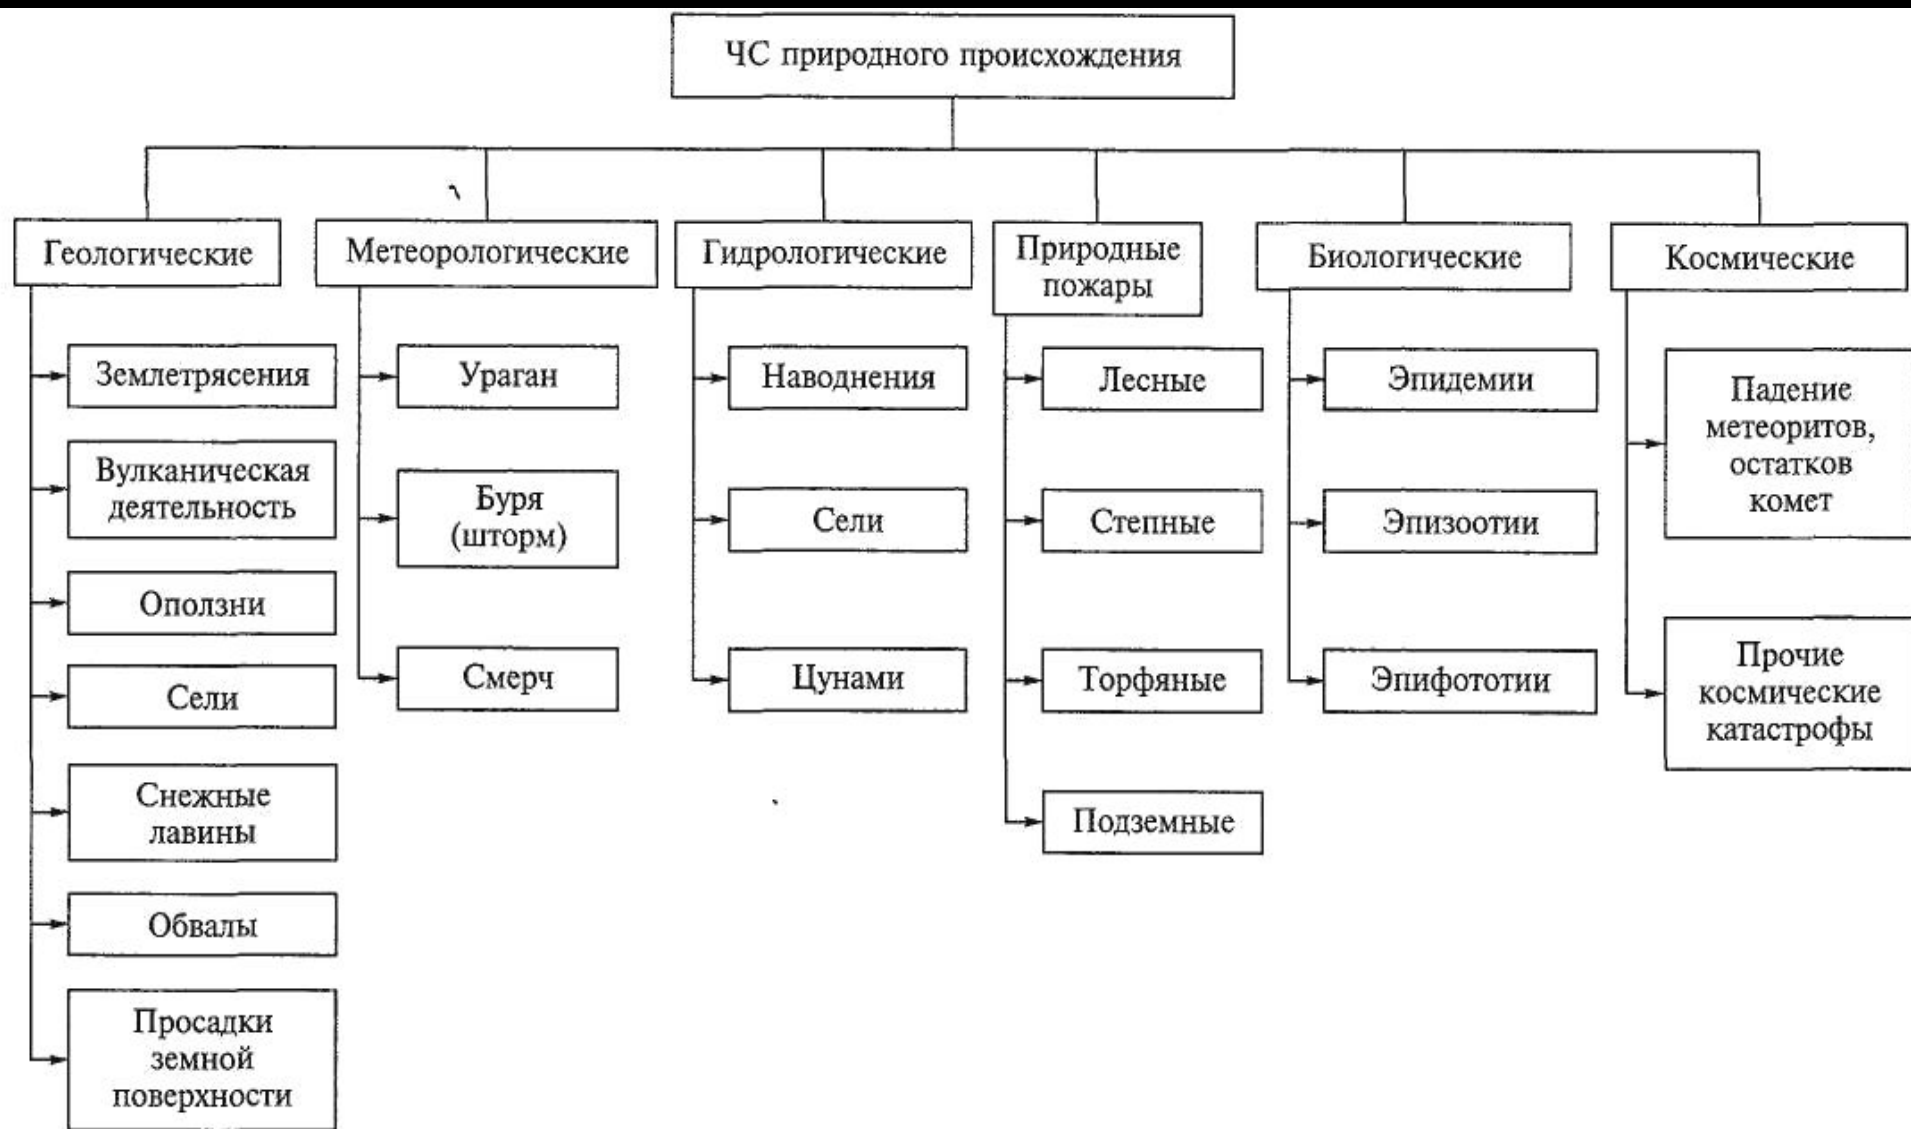 ЧС природного происхождения
Геологические
Землетрясения
Вулканическая
деятельность
Оползни
Сели
Снежные
лавины
Обвалы
Просадки
земной
поверхности
Метеорологические
Ураган
Буря
(шторм)
Смерч
Гидрологические
Наводнения
Сели
Цунами
Природные
пожары
Лесные
Степные
Торфяные
Подземные
Биологические
Эпидемии
Эпизоотии
Эпифототии
Космические
Падение
метеоритов,
остатков
комет
Прочие
космические
катастрофы